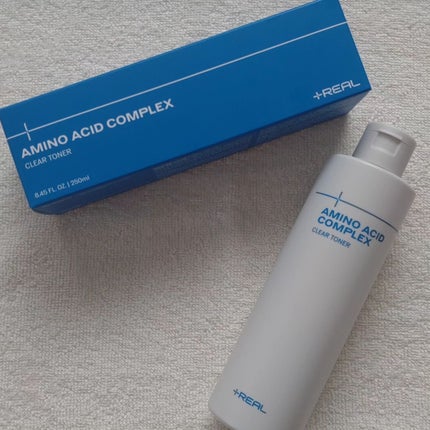 AMINO ACID COMPLEX
CLEAR TONER
8.45 FL. OZ. | 250ml
+REAL
AMINO ACID
COMPLEX
CLEAR TONER
+REAL